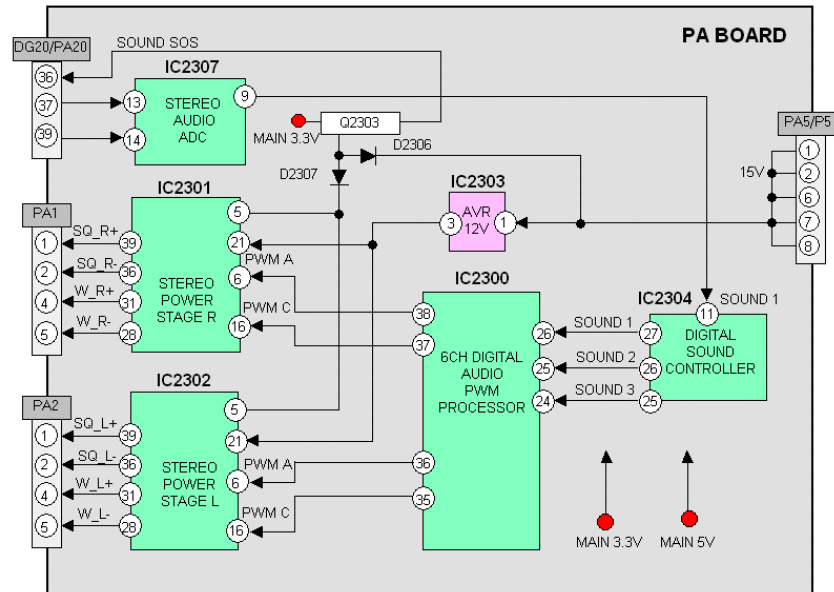 DG20/PA20
SOUND SOS
PA BOARD
IC2307
36
37
39
13
14
STEREO
AUDIO
ADC
9
MAIN 3.3V
Q2303
D2306
D2307
PA5/P5
15V
1
2
6
7
8
IC2301
PA1
SQ_R+
SQ_R-
W_R+
W_R-
1
2
4
5
39
36
31
28
STEREO
POWER
STAGE R
5
21
6
16
PWM A
PWM C
IC2303
3
AVR
12V
1
IC2300
38
37
36
35
6CH DIGITAL
AUDIO
PWM
PROCESSOR
26
25
24
SOUND 1
SOUND 2
SOUND 3
IC2304
11
SOUND 1
27
26
25
DIGITAL
SOUND
CONTROLLER
IC2302
PA2
SQ_L+
SQ_L-
W_L+
W_L-
1
2
4
5
39
36
31
28
STEREO
POWER
STAGE L
5
21
6
16
PWM A
PWM C
MAIN 3.3V
MAIN 5V